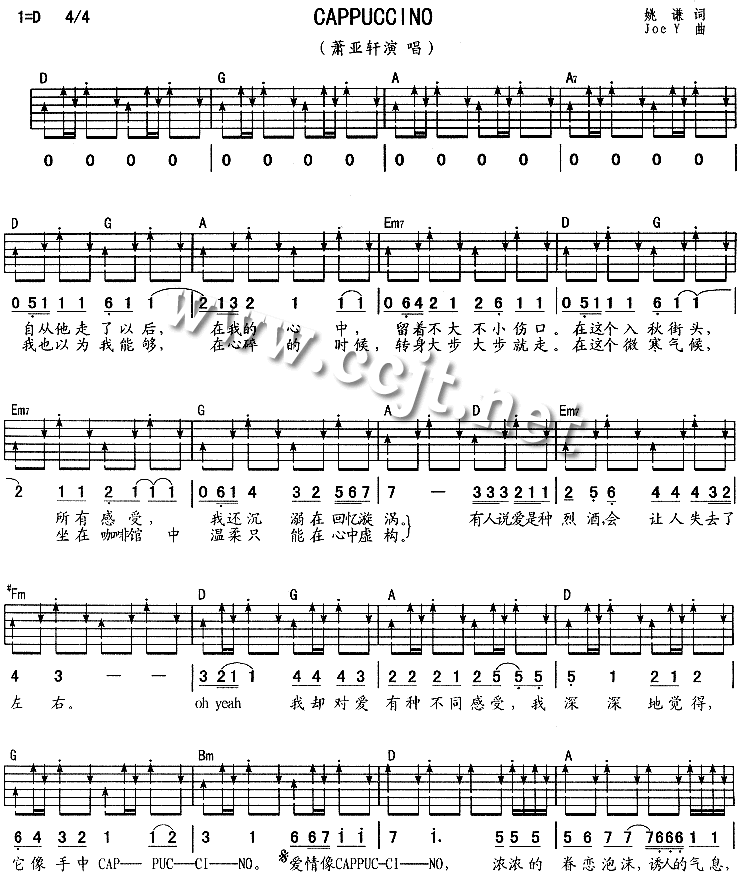 CAPPUCCINO
1=D 4/4
姚 谦 词
Joe Y 曲
(萧亚轩演唱)
D G A A7
0 0 0 0 | 0 0 0 0 | 0 0 0 0 | 0 0 0 0
D G A Em7 D G
0 5 1 1 1 6 1 1 | 2 1 3 2 1 1 1 | 0 6 4 2 1 1 6 1 | 0 5 1 1 1 6 1 1
自从他走了以后, 在我的心中, 留着不大不小伤口。在这个入秋街头,
我也以为我能够, 在心碎的时候, 转身大步大步就走。在这个微寒气候,
www.ccjt.net
Em7 G A D Em7
2 1 1 2 1 1 1 | 0 6 1 4 3 2 5 6 7 | 7 — 3 3 3 2 1 1 | 2 5 6 4 4 3 2
所有感受, 我还沉溺在回忆漩涡。 有人说爱是种烈酒,会让人失去了
坐在咖啡馆中 温柔只能在心中虚构。
#Fm D G A D
4 3 — — | 3 2 1 1 4 4 4 3 | 2 2 2 1 2 5 5 5 | 5 1 2 1 2
左右。 oh yeah 我却对爱有种不同感受,我深深地觉得,
G Bm D A
6 4 3 2 1 1 2 | 3 1 6 6 7 i i | 7 i. 5 5 5 | 5 6 7 7 7 6 6 6 i
它像手中CAP— PUC—CI—NO。 爱情像CAPPUC—CI—NO, 浓浓的眷恋泡沫,诱人的气息,